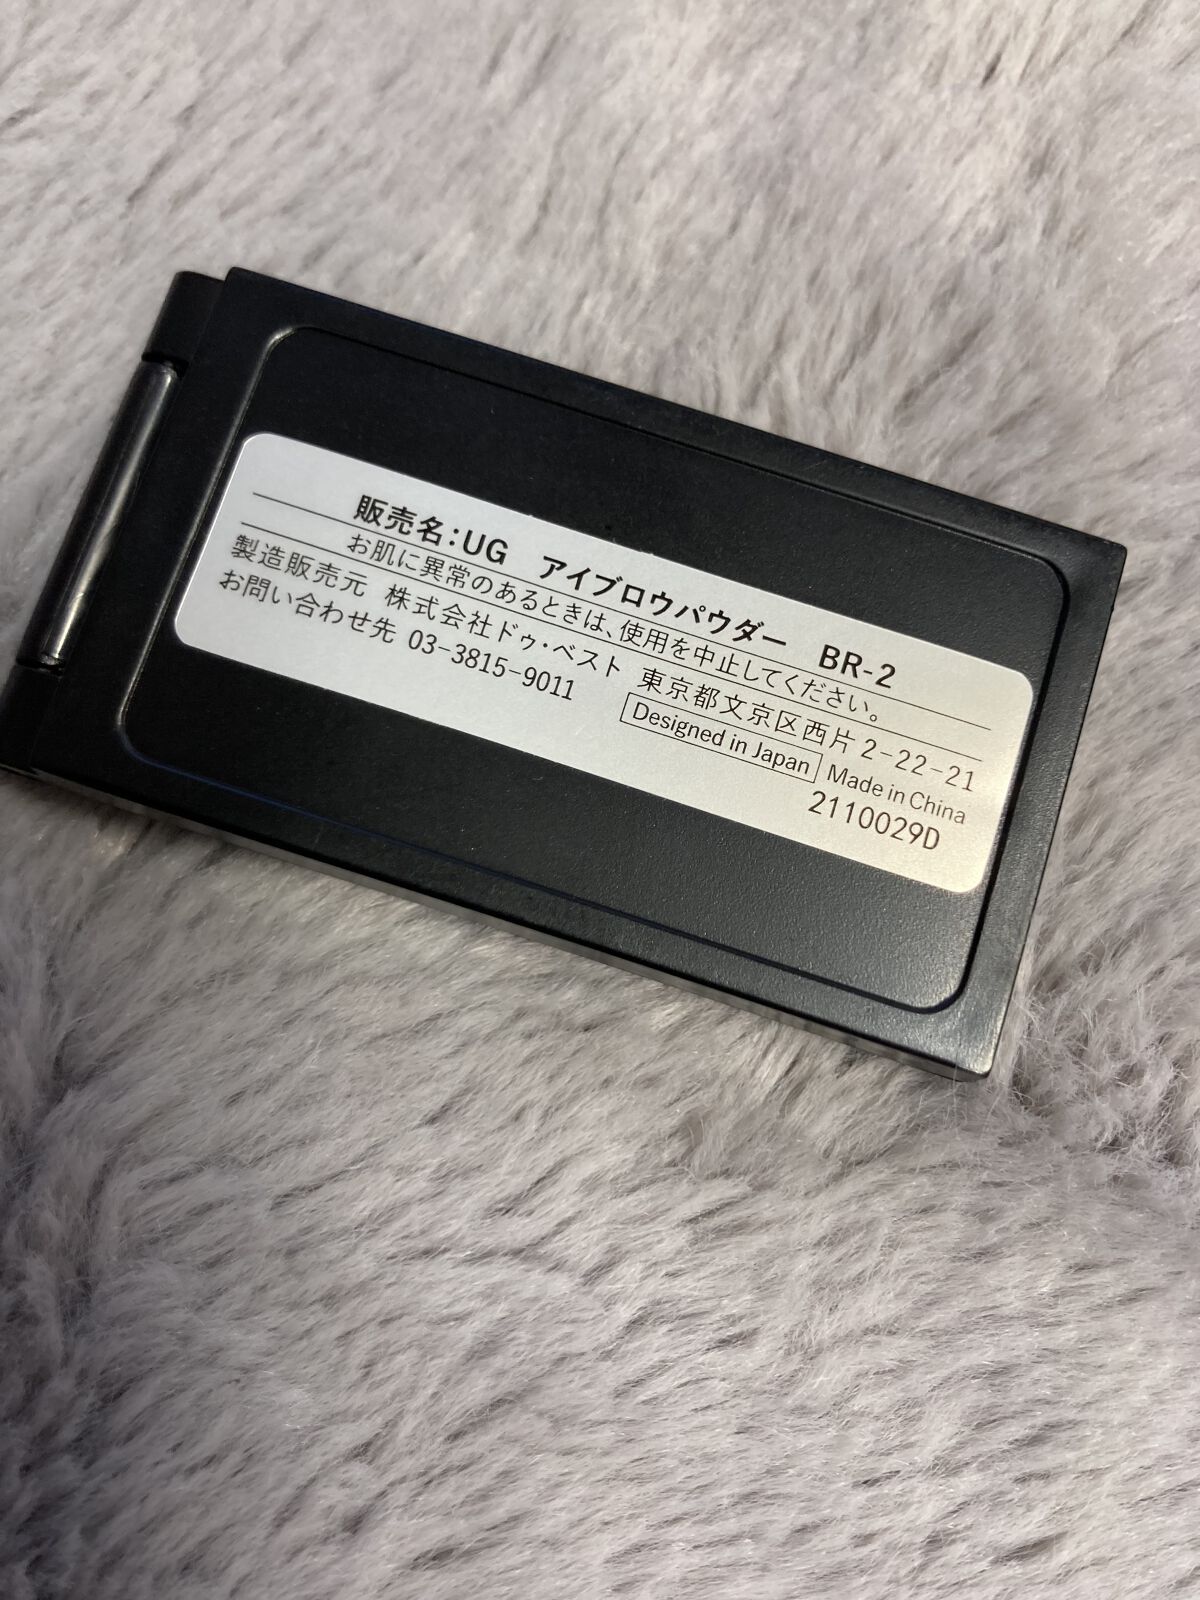 販売名:UG アイブロウパウダー BR-2
お肌に異常のあるときは、使用を中止してください。
製造販売元 株式会社ドゥ・ベスト 東京都文京区西片 2-22-21
お問い合わせ先 03-3815-9011 Designed in Japan Made in China
2110029D